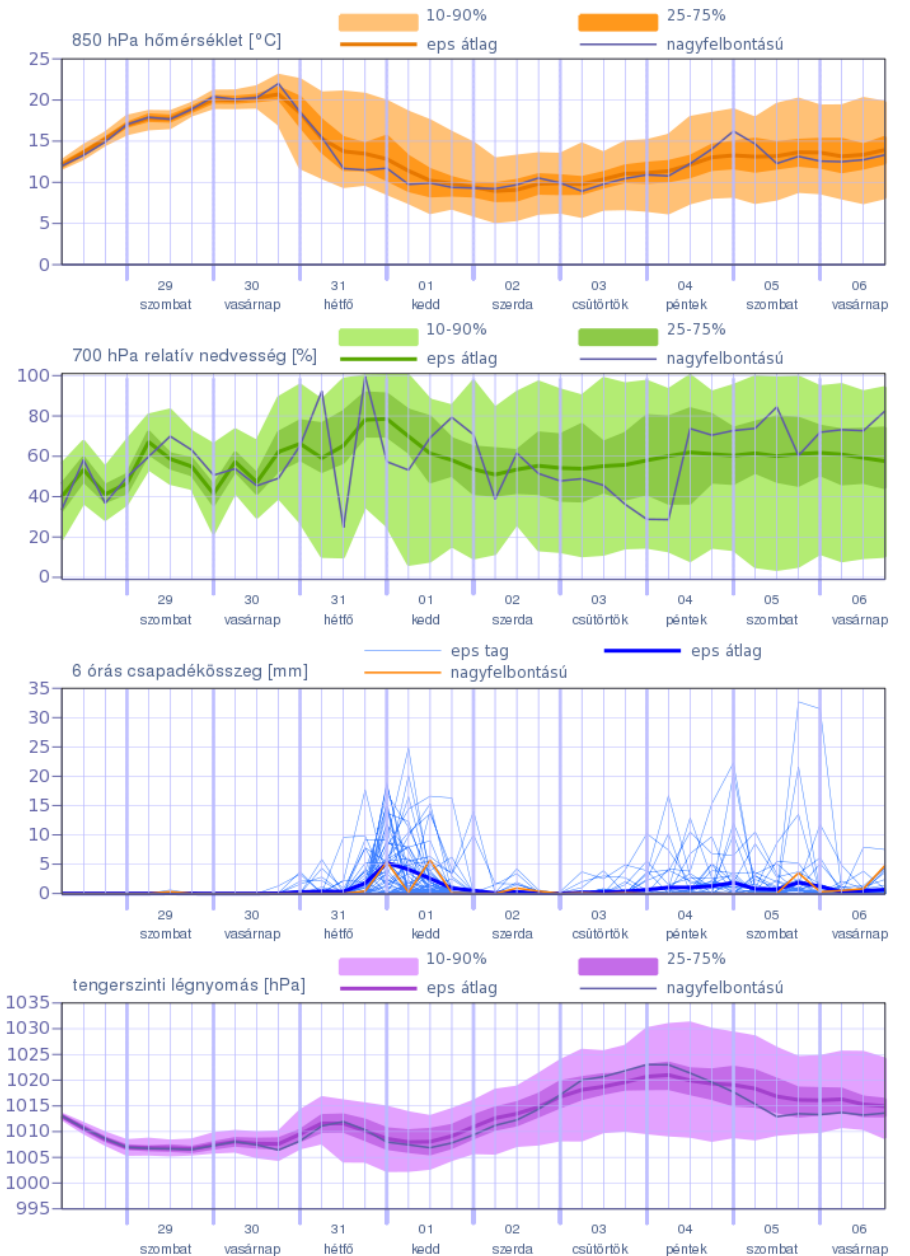 10-90% 25-75%
850 hPa hőmérséklet [°C] eps átlag nagyfelbontású
25
20
15
10
5
0
29 30 31 01 02 03 04 05 06
szombat vasárnap hétfő kedd szerda csütörtök péntek szombat vasárnap
10-90% 25-75%
700 hPa relatív nedvesség [%] eps átlag nagyfelbontású
100
80
60
40
20
0
29 30 31 01 02 03 04 05 06
szombat vasárnap hétfő kedd szerda csütörtök péntek szombat vasárnap
eps tag eps átlag
6 órás csapadékösszeg [mm] nagyfelbontású
35
30
25
20
15
10
5
0
29 30 31 01 02 03 04 05 06
szombat vasárnap hétfő kedd szerda csütörtök péntek szombat vasárnap
10-90% 25-75%
tengerszinti légnyomás [hPa] eps átlag nagyfelbontású
1035
1030
1025
1020
1015
1010
1005
1000
995
29 30 31 01 02 03 04 05 06
szombat vasárnap hétfő kedd szerda csütörtök péntek szombat vasárnap